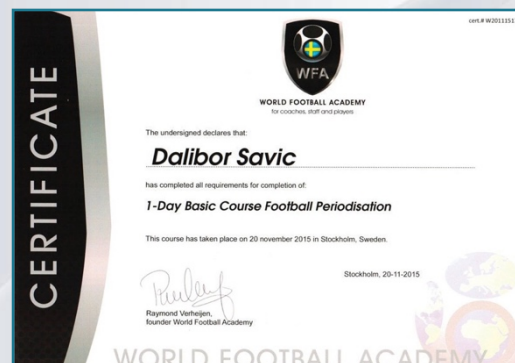 cert.# W2011151
CERTIFICATE
WFA
WORLD FOOTBALL ACADEMY
for coaches, staff and players
The undersigned declares that:
Dalibor Savic
has completed all requirements for completion of:
1-Day Basic Course Football Periodisation
This course has taken place on 20 november 2015 in Stockholm, Sweden.
Stockholm, 20-11-2015
Raymond Verheijen,
founder World Football Academy
WORLD FOOTBALL ACADEMY